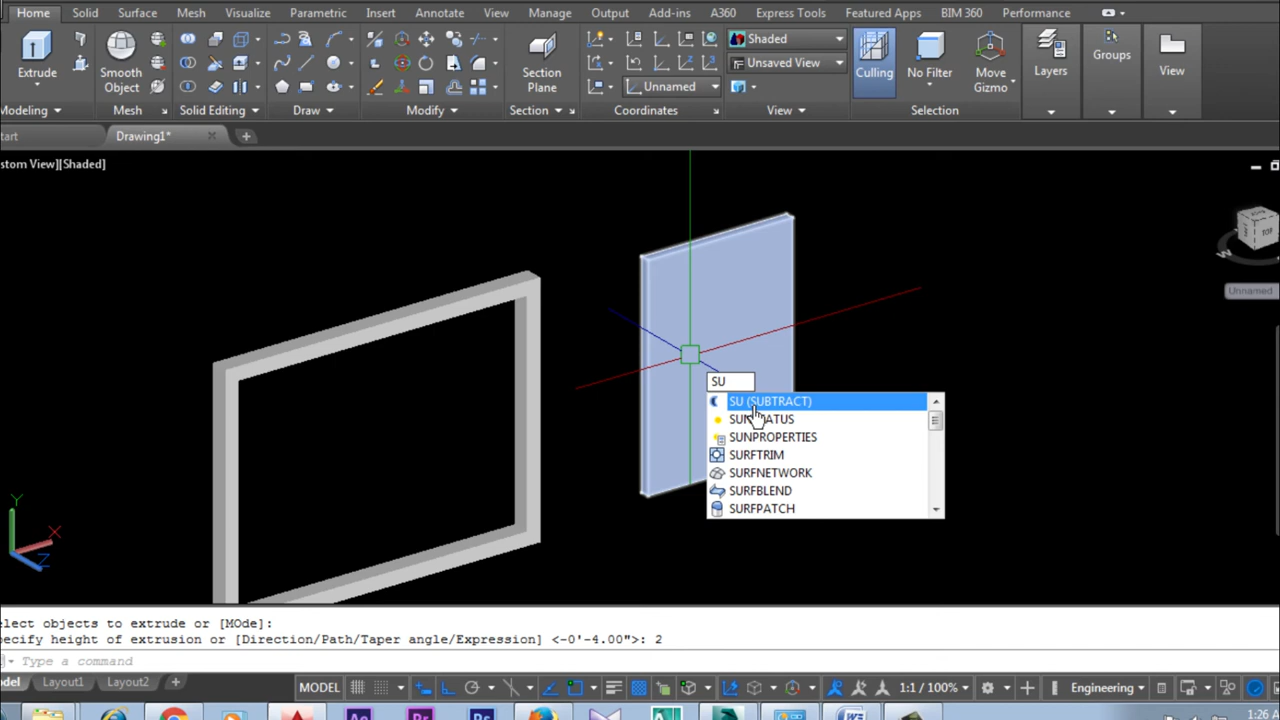 Home Solid Surface Mesh Visualize Parametric Insert Annotate View Manage Output Add-ins A360 Express Tools Featured Apps BIM 360 Performance
Extrude
Smooth Object
Section Plane
Unnamed
Shaded
Unsaved View
Culling
No Filter
Move Gizmo
Layers
Groups
View
Modeling Mesh Solid Editing Draw Modify Section Coordinates View Selection
tart Drawing1*
stom View][Shaded]
TOP
Unnamed
SU
SU (SUBTRACT)
SURFTRIM
SUNPROPERTIES
SURFNETWORK
SURFBLEND
SURFPATCH
Y
X
Z
elect objects to extrude or [MOde]:
pecify height of extrusion or [Direction/Path/Taper angle/Expression] <-0'-4.00">: 2
Type a command
odel Layout1 Layout2 + MODEL 1:1 / 100% Engineering
Ae Pr Ps W 1:26 A